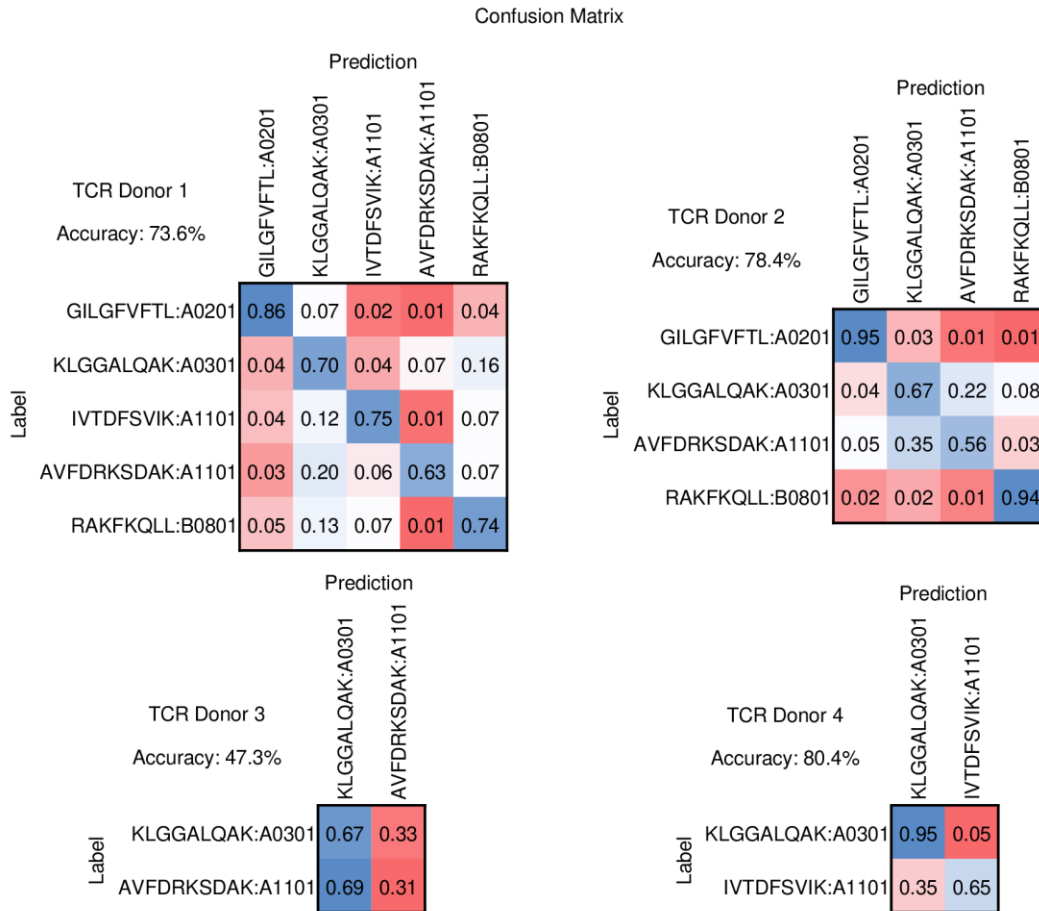 Confusion Matrix
Prediction
GILGFVFTL:A0201
KLGGALQAK:A0301
IVTDFSVIK:A1101
AVFDRKSDAK:A1101
RAKFKQLL:B0801
TCR Donor 1
Accuracy: 73.6%
Label
GILGFVFTL:A0201 0.86 0.07 0.02 0.01 0.04
KLGGALQAK:A0301 0.04 0.70 0.04 0.07 0.16
IVTDFSVIK:A1101 0.04 0.12 0.75 0.01 0.07
AVFDRKSDAK:A1101 0.03 0.20 0.06 0.63 0.07
RAKFKQLL:B0801 0.05 0.13 0.07 0.01 0.74
Prediction
GILGFVFTL:A0201
KLGGALQAK:A0301
AVFDRKSDAK:A1101
RAKFKQLL:B0801
TCR Donor 2
Accuracy: 78.4%
Label
GILGFVFTL:A0201 0.95 0.03 0.01 0.01
KLGGALQAK:A0301 0.04 0.67 0.22 0.08
AVFDRKSDAK:A1101 0.05 0.35 0.56 0.03
RAKFKQLL:B0801 0.02 0.02 0.01 0.94
Prediction
KLGGALQAK:A0301
AVFDRKSDAK:A1101
TCR Donor 3
Accuracy: 47.3%
Label
KLGGALQAK:A0301 0.67 0.33
AVFDRKSDAK:A1101 0.69 0.31
Prediction
KLGGALQAK:A0301
IVTDFSVIK:A1101
TCR Donor 4
Accuracy: 80.4%
Label
KLGGALQAK:A0301 0.95 0.05
IVTDFSVIK:A1101 0.35 0.65